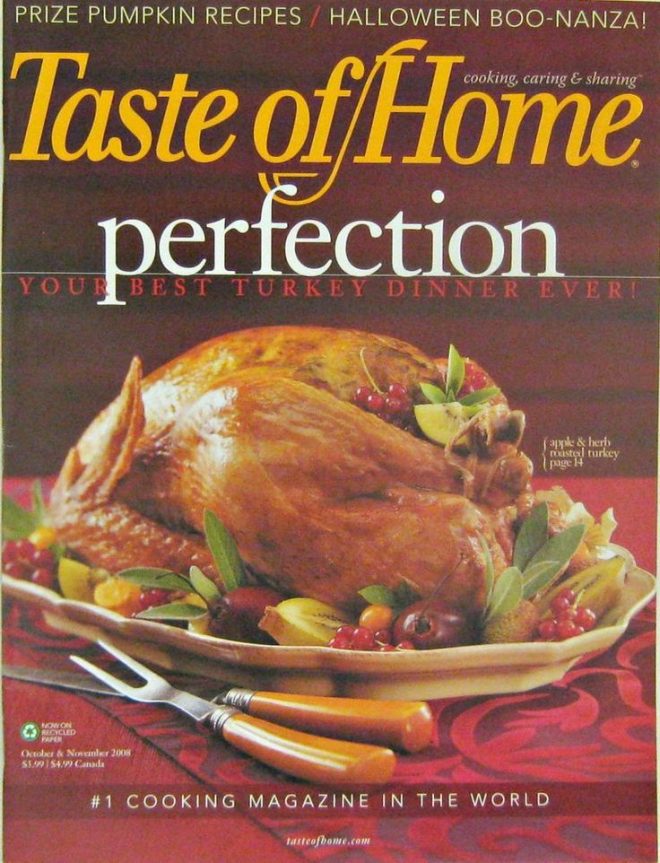 PRIZE PUMPKIN RECIPES / HALLOWEEN BOO-NANZA!
cooking, caring & sharing™
Taste of Home®
perfection
YOUR BEST TURKEY DINNER EVER!
{ apple & herb
roasted turkey
page 14
NOW ON
RECYCLED
PAPER
October & November 2008
$3.99 | $4.99 Canada
#1 COOKING MAGAZINE IN THE WORLD
tasteofhome.com